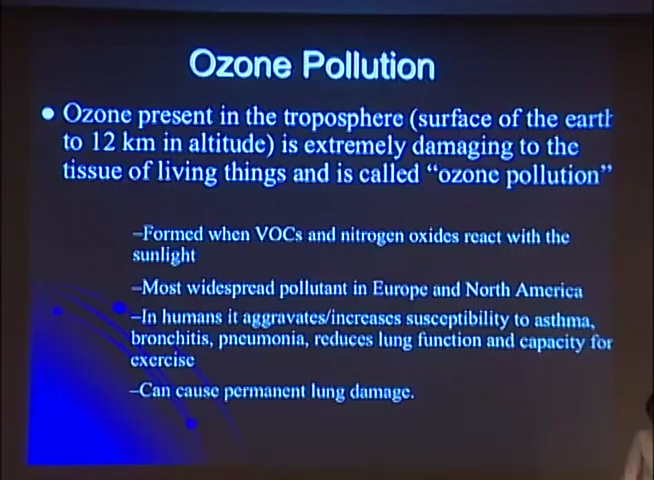 Ozone Pollution
● Ozone present in the troposphere (surface of the earth
to 12 km in altitude) is extremely damaging to the
tissue of living things and is called “ozone pollution”
–Formed when VOCs and nitrogen oxides react with the
sunlight
–Most widespread pollutant in Europe and North America
–In humans it aggravates/increases susceptibility to asthma,
bronchitis, pneumonia, reduces lung function and capacity for
exercise
–Can cause permanent lung damage.